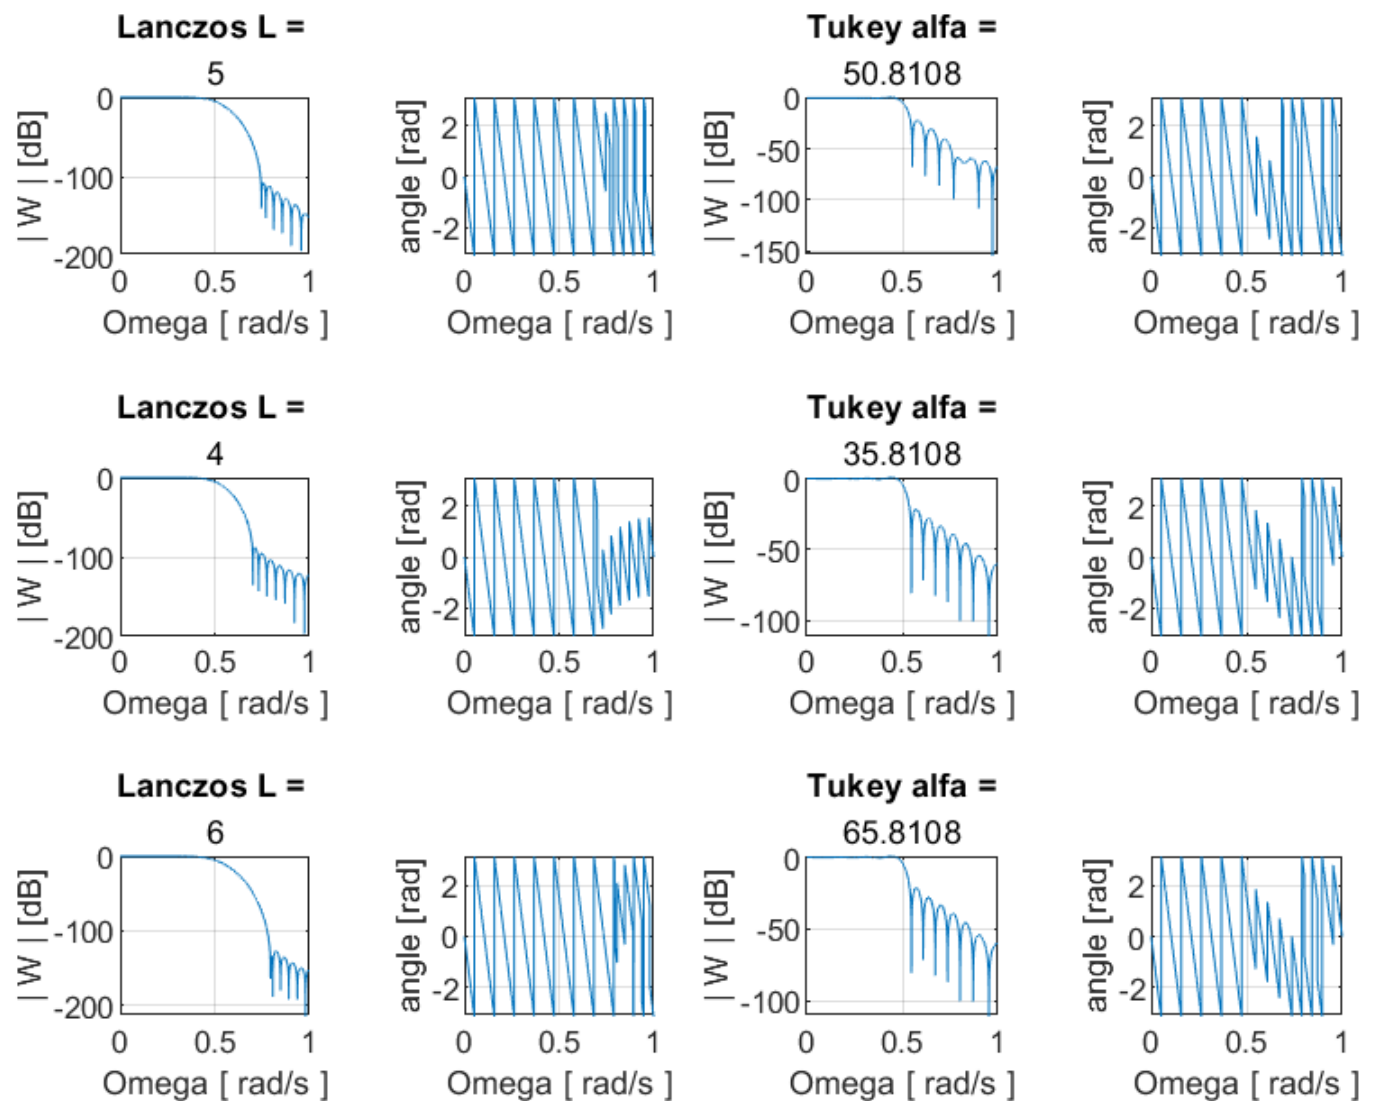 Lanczos L =
5
0
-100
-200
| W | [dB]
0 0.5 1
Omega [ rad/s ]
2
0
-2
angle [rad]
0 0.5 1
Omega [ rad/s ]
Tukey alfa =
50.8108
0
-50
-100
-150
| W | [dB]
0 0.5 1
Omega [ rad/s ]
2
0
-2
angle [rad]
0 0.5 1
Omega [ rad/s ]
Lanczos L =
4
0
-100
-200
| W | [dB]
0 0.5 1
Omega [ rad/s ]
2
0
-2
angle [rad]
0 0.5 1
Omega [ rad/s ]
Tukey alfa =
35.8108
0
-50
-100
| W | [dB]
0 0.5 1
Omega [ rad/s ]
2
0
-2
angle [rad]
0 0.5 1
Omega [ rad/s ]
Lanczos L =
6
0
-100
-200
| W | [dB]
0 0.5 1
Omega [ rad/s ]
2
0
-2
angle [rad]
0 0.5 1
Omega [ rad/s ]
Tukey alfa =
65.8108
0
-50
-100
| W | [dB]
0 0.5 1
Omega [ rad/s ]
2
0
-2
angle [rad]
0 0.5 1
Omega [ rad/s ]